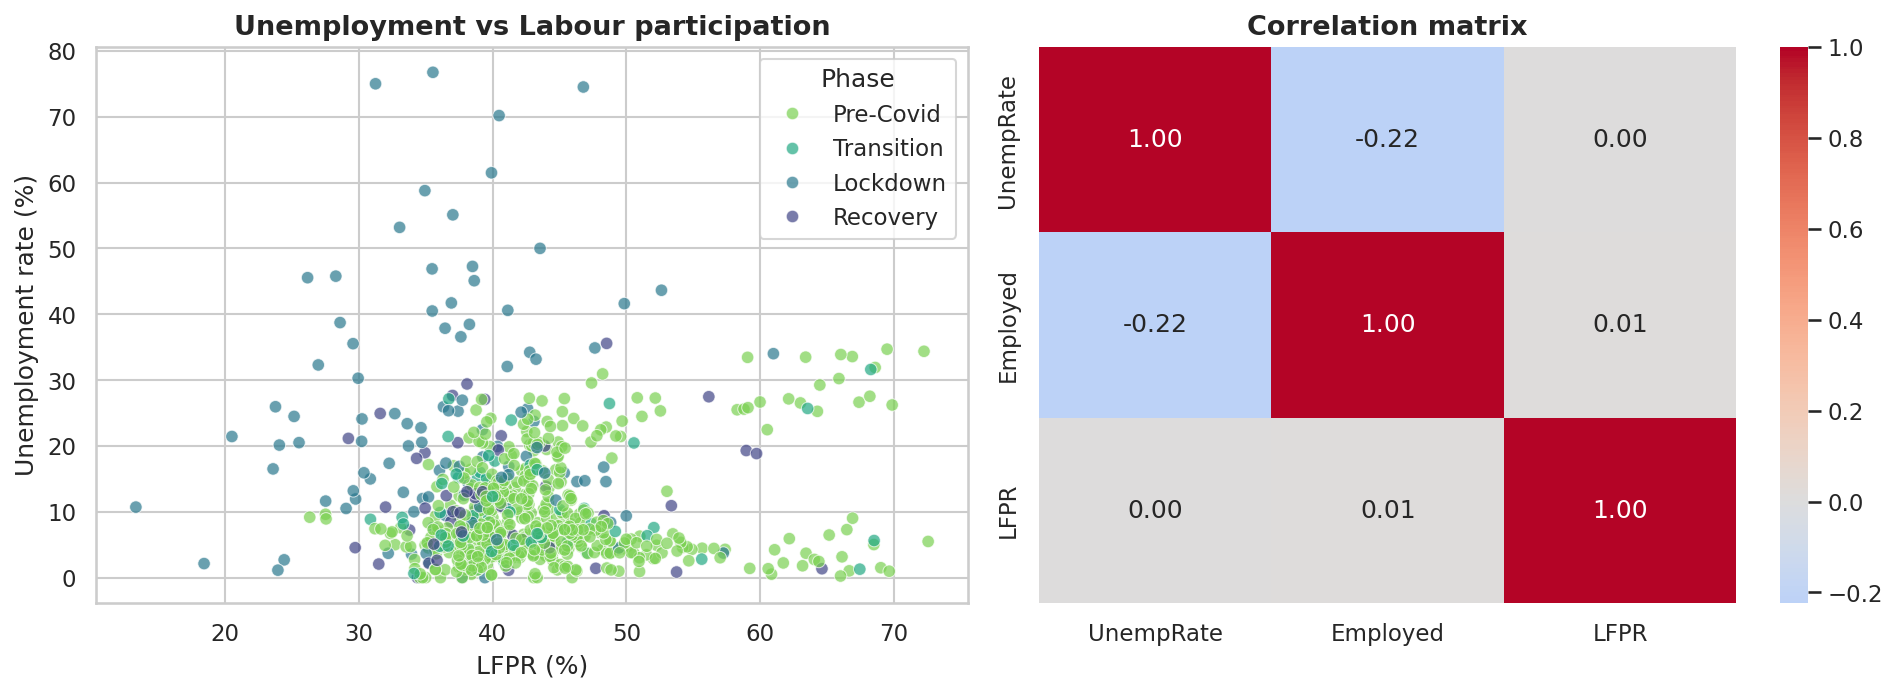 Unemployment vs Labour participation
80
70
60
50
40
30
20
10
0
Unemployment rate (%)
20 30 40 50 60 70
LFPR (%)
Phase
Pre-Covid
Transition
Lockdown
Recovery
Correlation matrix
UnempRate
Employed
LFPR
1.00 -0.22 0.00
-0.22 1.00 0.01
0.00 0.01 1.00
UnempRate Employed LFPR
1.0
0.8
0.6
0.4
0.2
0.0
−0.2